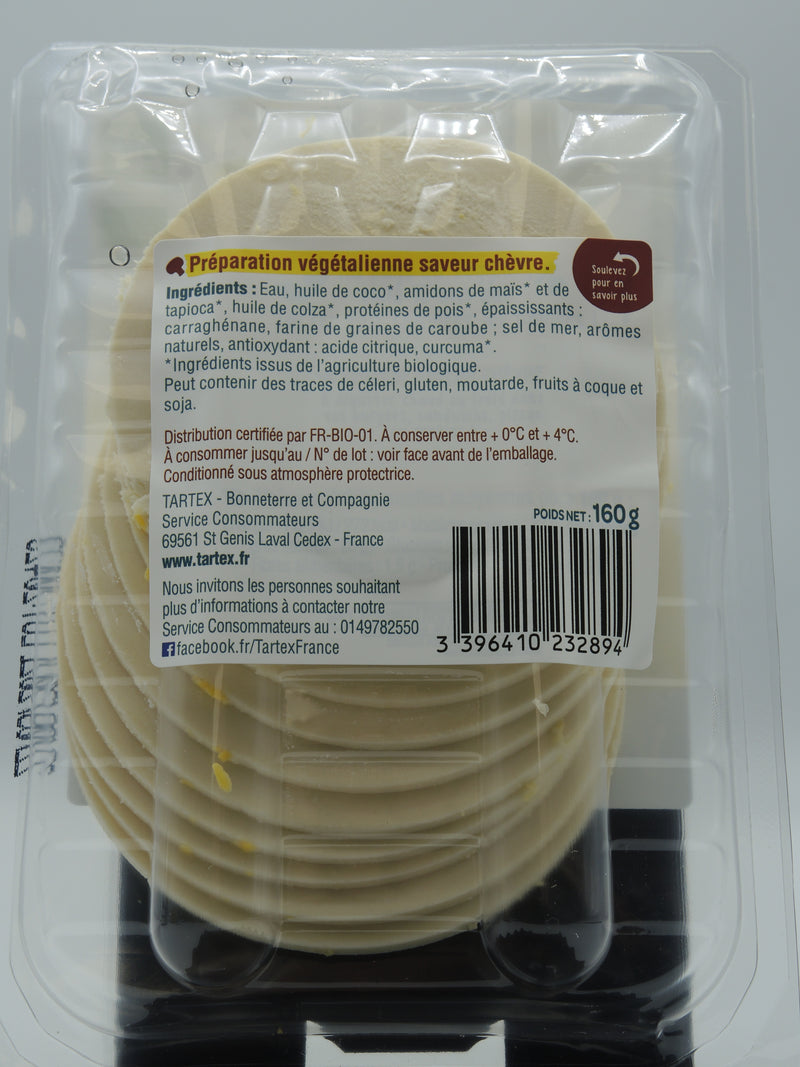 Préparation végétalienne saveur chèvre.
Soulevez
pour en
savoir plus
Ingrédients : Eau, huile de coco*, amidons de maïs* et de
tapioca*, huile de colza*, protéines de pois*, épaississants :
carraghénane, farine de graines de caroube ; sel de mer, arômes
naturels, antioxydant : acide citrique, curcuma*.
*Ingrédients issus de l'agriculture biologique.
Peut contenir des traces de céleri, gluten, moutarde, fruits à coque et
soja.
Distribution certifiée par FR-BIO-01. À conserver entre + 0°C et + 4°C.
À consommer jusqu'au / N° de lot : voir face avant de l'emballage.
Conditionné sous atmosphère protectrice.
TARTEX - Bonneterre et Compagnie
Service Consommateurs
69561 St Genis Laval Cedex - France
www.tartex.fr
POIDS NET : 160 g
Nous invitons les personnes souhaitant
plus d'informations à contacter notre
Service Consommateurs au : 0149782550
facebook.fr/TartexFrance
3 396410 232894